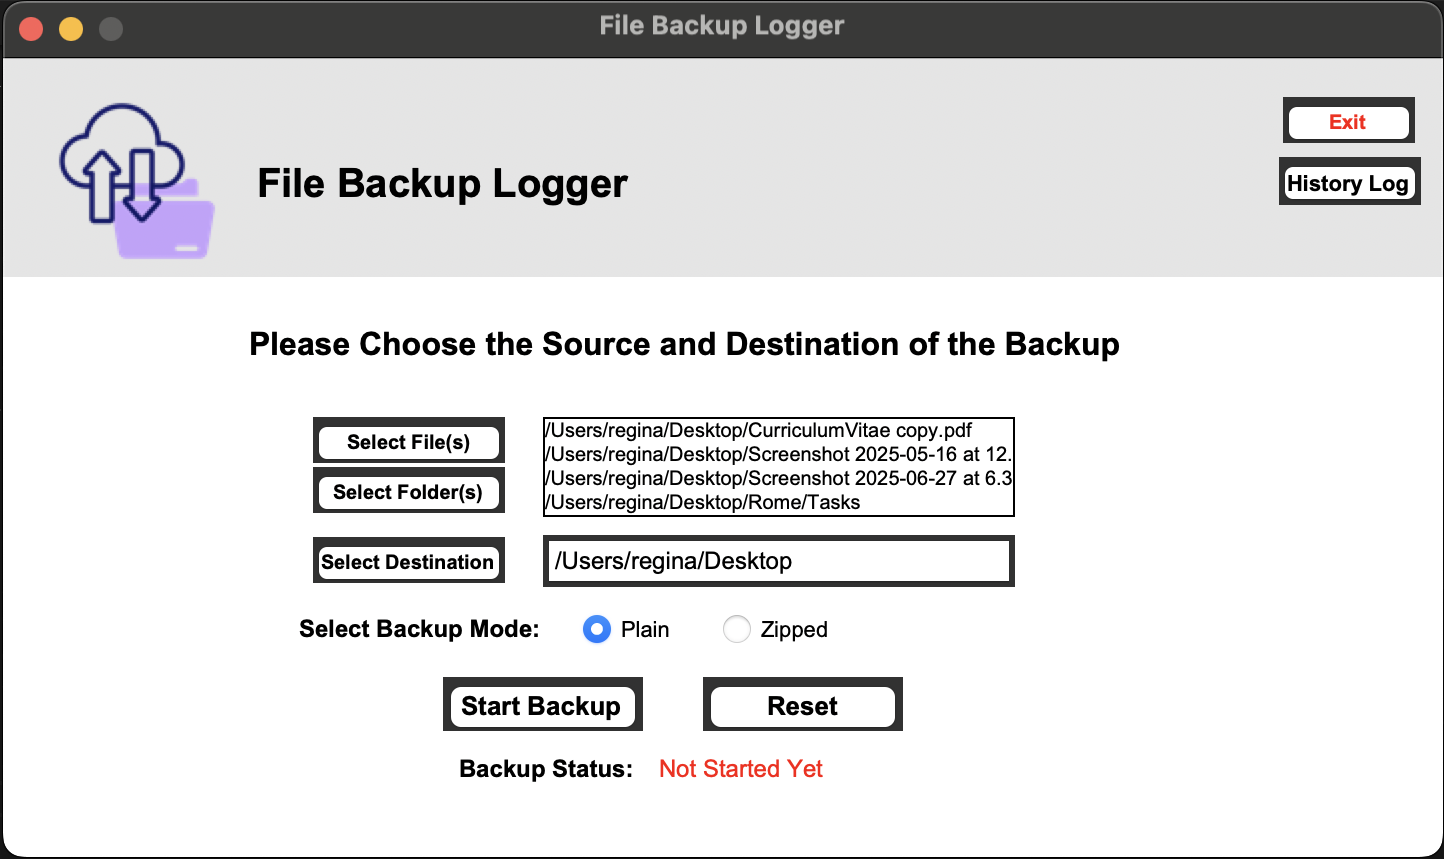 File Backup Logger
Exit
File Backup Logger
History Log
Please Choose the Source and Destination of the Backup
Select File(s)
Select Folder(s)
/Users/regina/Desktop/CurriculumVitae copy.pdf
/Users/regina/Desktop/Screenshot 2025-05-16 at 12.
/Users/regina/Desktop/Screenshot 2025-06-27 at 6.3
/Users/regina/Desktop/Rome/Tasks
Select Destination /Users/regina/Desktop
Select Backup Mode: Plain Zipped
Start Backup Reset
Backup Status: Not Started Yet